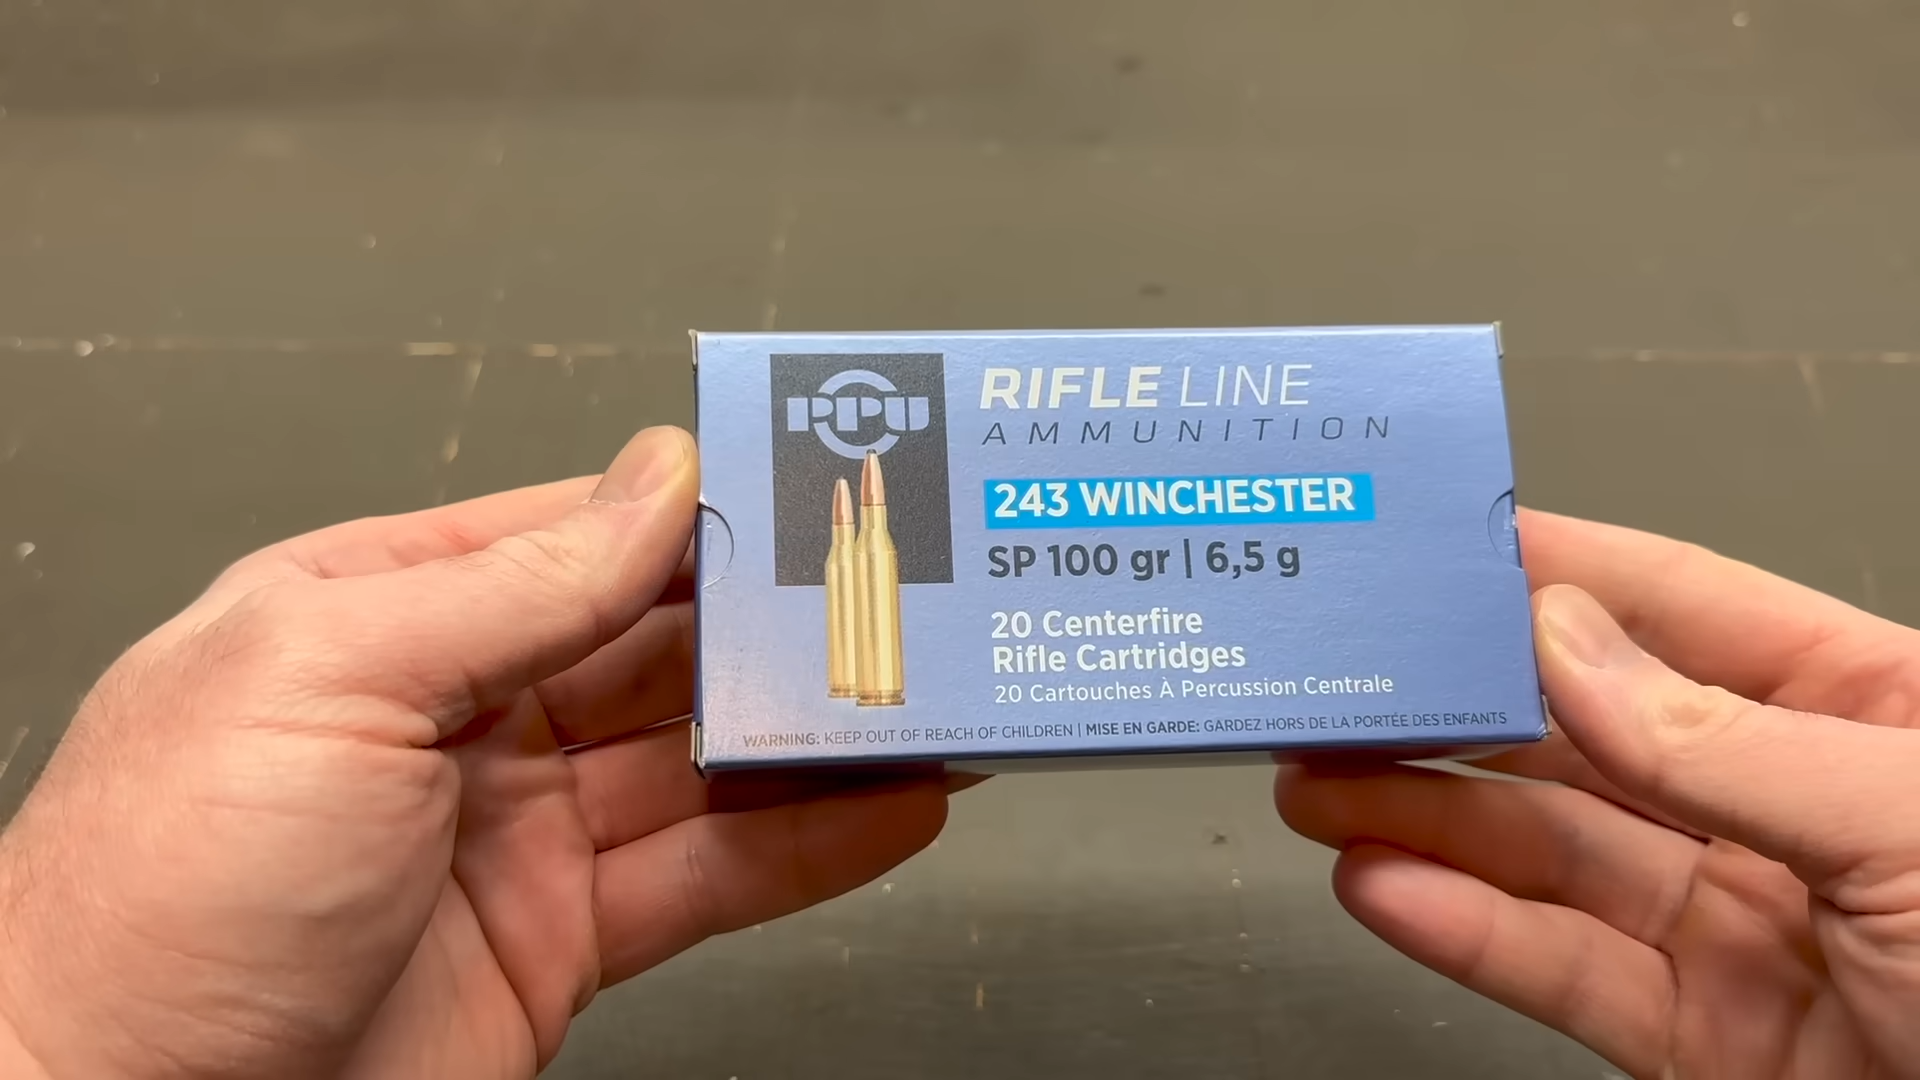 PPU
RIFLE LINE
AMMUNITION
243 WINCHESTER
SP 100 gr | 6,5 g
20 Centerfire
Rifle Cartridges
20 Cartouches À Percussion Centrale
WARNING: KEEP OUT OF REACH OF CHILDREN | MISE EN GARDE: GARDEZ HORS DE LA PORTÉE DES ENFANTS